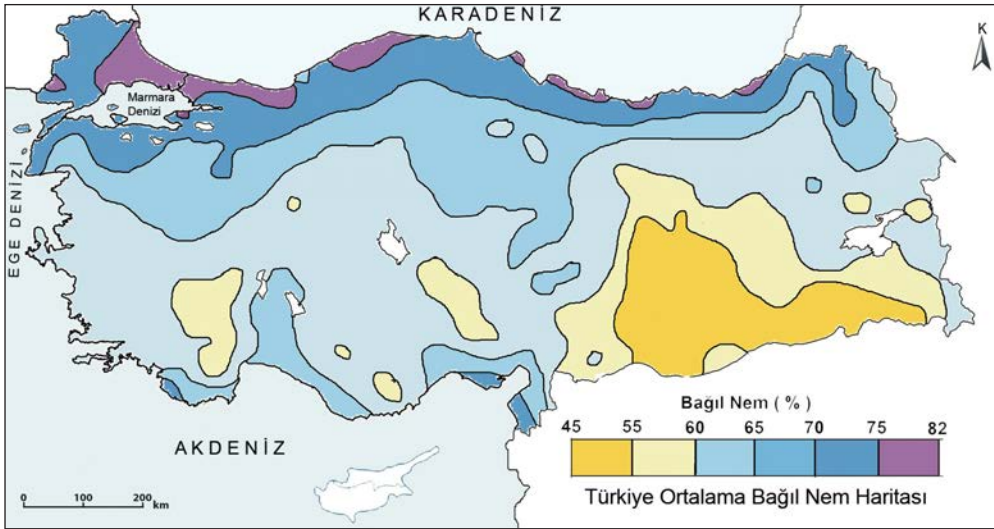 KARADENİZ
K
Marmara
Denizi
EGE DENİZİ
AKDENİZ
Bağıl Nem ( % )
45 55 60 65 70 75 82
Türkiye Ortalama Bağıl Nem Haritası
0 100 200
km